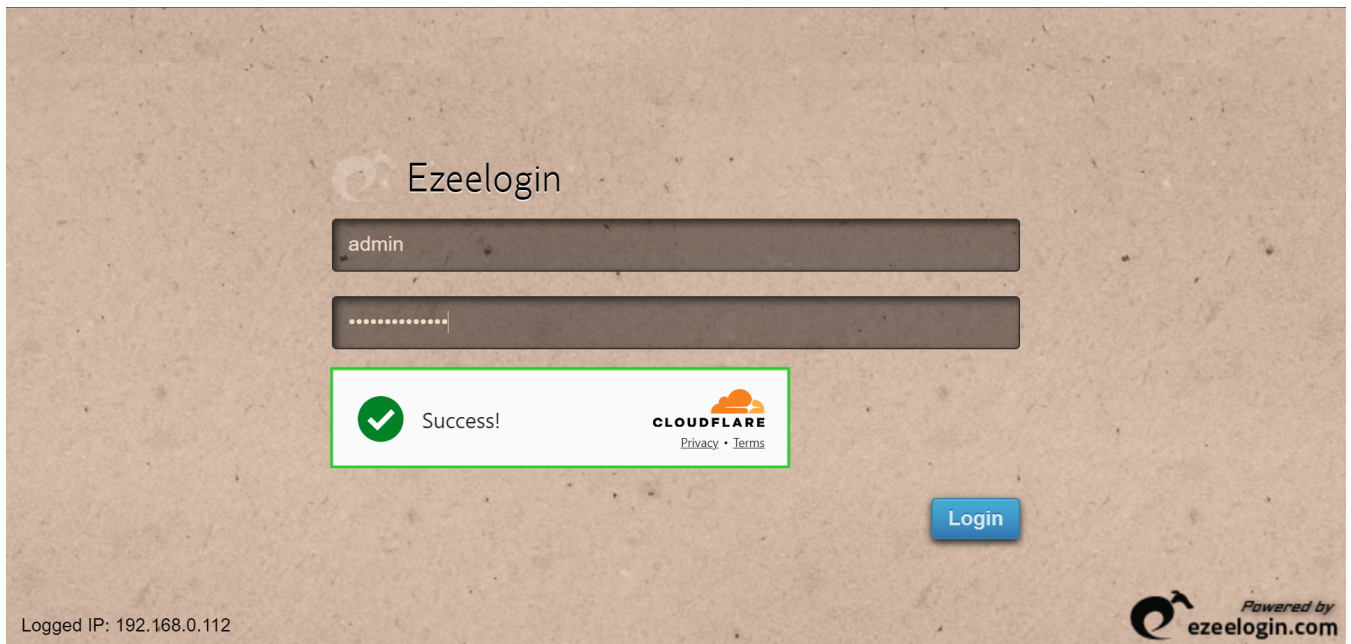 Ezeelogin
admin
••••••••••••••
Success!
CLOUDFLARE
Privacy • Terms
Login
Logged IP: 192.168.0.112
Powered by
ezeelogin.com